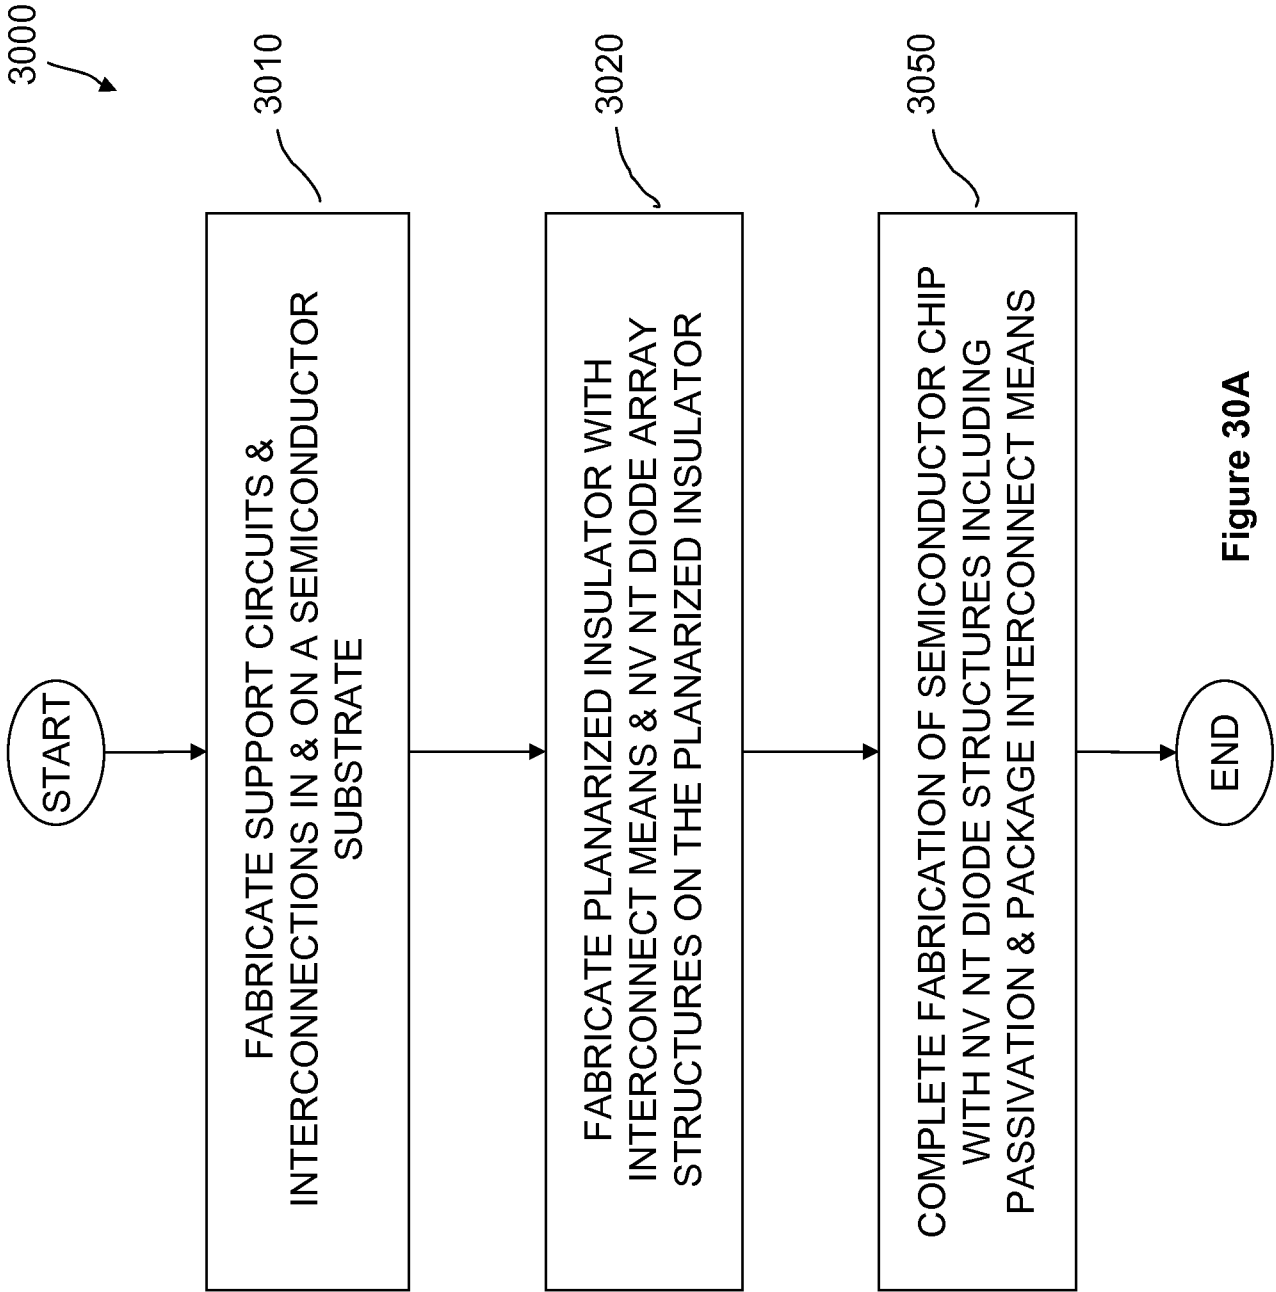 3000
START
3010
FABRICATE SUPPORT CIRCUITS &
INTERCONNECTIONS IN & ON A SEMICONDUCTOR
SUBSTRATE
3020
FABRICATE PLANARIZED INSULATOR WITH
INTERCONNECT MEANS & NV NT DIODE ARRAY
STRUCTURES ON THE PLANARIZED INSULATOR
3050
COMPLETE FABRICATION OF SEMICONDUCTOR CHIP
WITH NV NT DIODE STRUCTURES INCLUDING
PASSIVATION & PACKAGE INTERCONNECT MEANS
END
Figure 30A